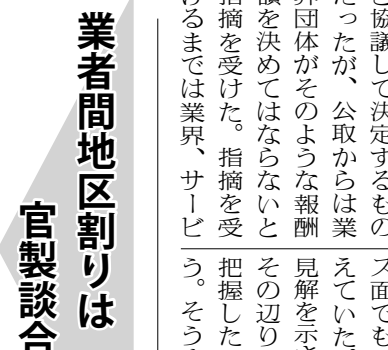 と協議して決定するもの
だったが、公取からは業
界団体がそのような報酬
額を決めてはならないと
指摘を受けた。指摘を受
けるまでは業界、サービ
ス面でも
えていた
見解を示
その辺り
把握した
う。そう
業者間地区割りは
官製談合